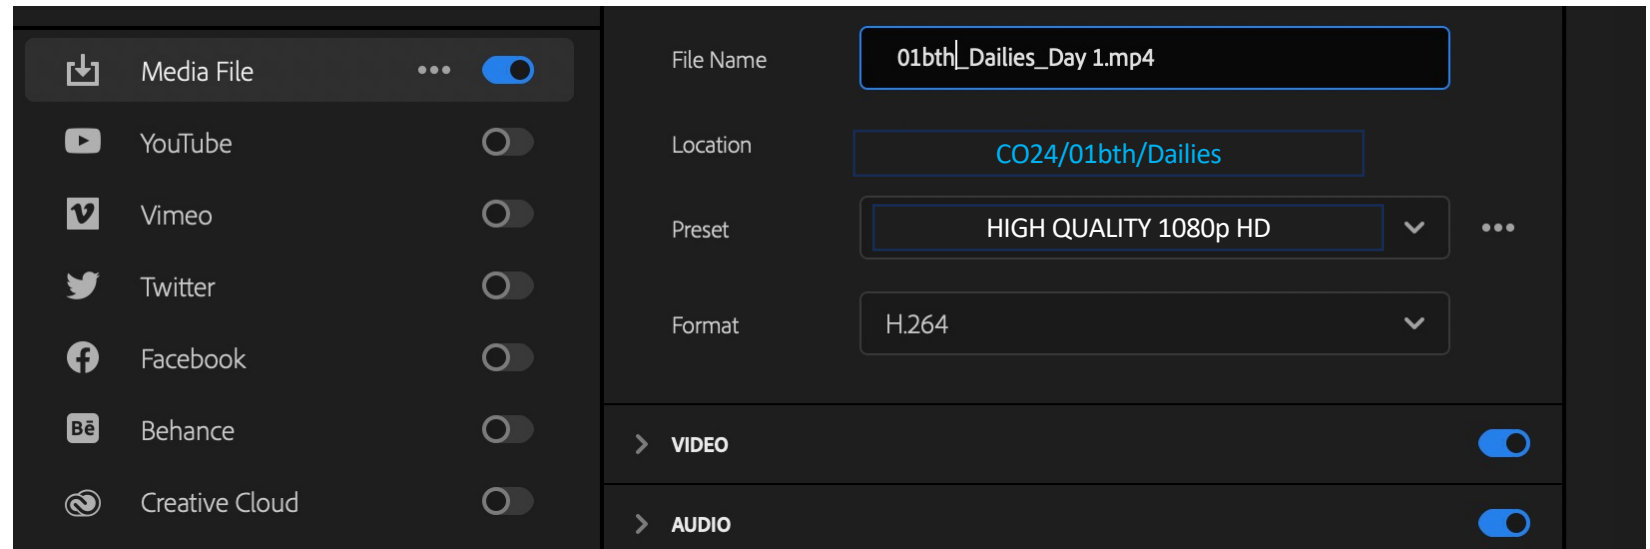 Media File
YouTube
Vimeo
Twitter
Facebook
Bē Behance
Creative Cloud
File Name 01bth_Dailies_Day 1.mp4
Location CO24/01bth/Dailies
Preset HIGH QUALITY 1080p HD
Format H.264
VIDEO
AUDIO